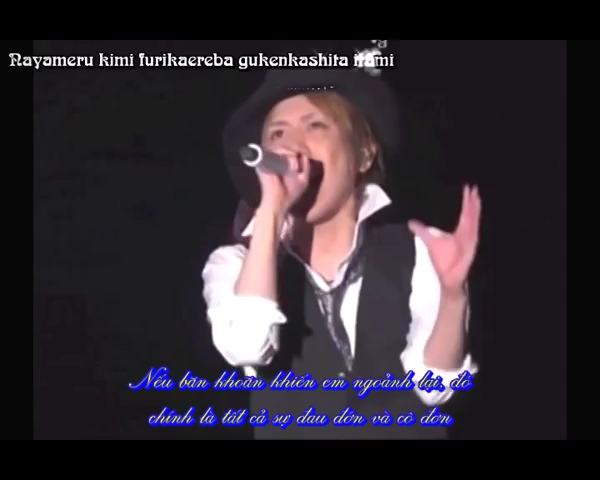 Nayameru kimi furikaereba gukenkashita itami
Nếu băn khoăn khiến em ngoảnh lại, đó
chính là tất cả sự đau đớn và cô đơn